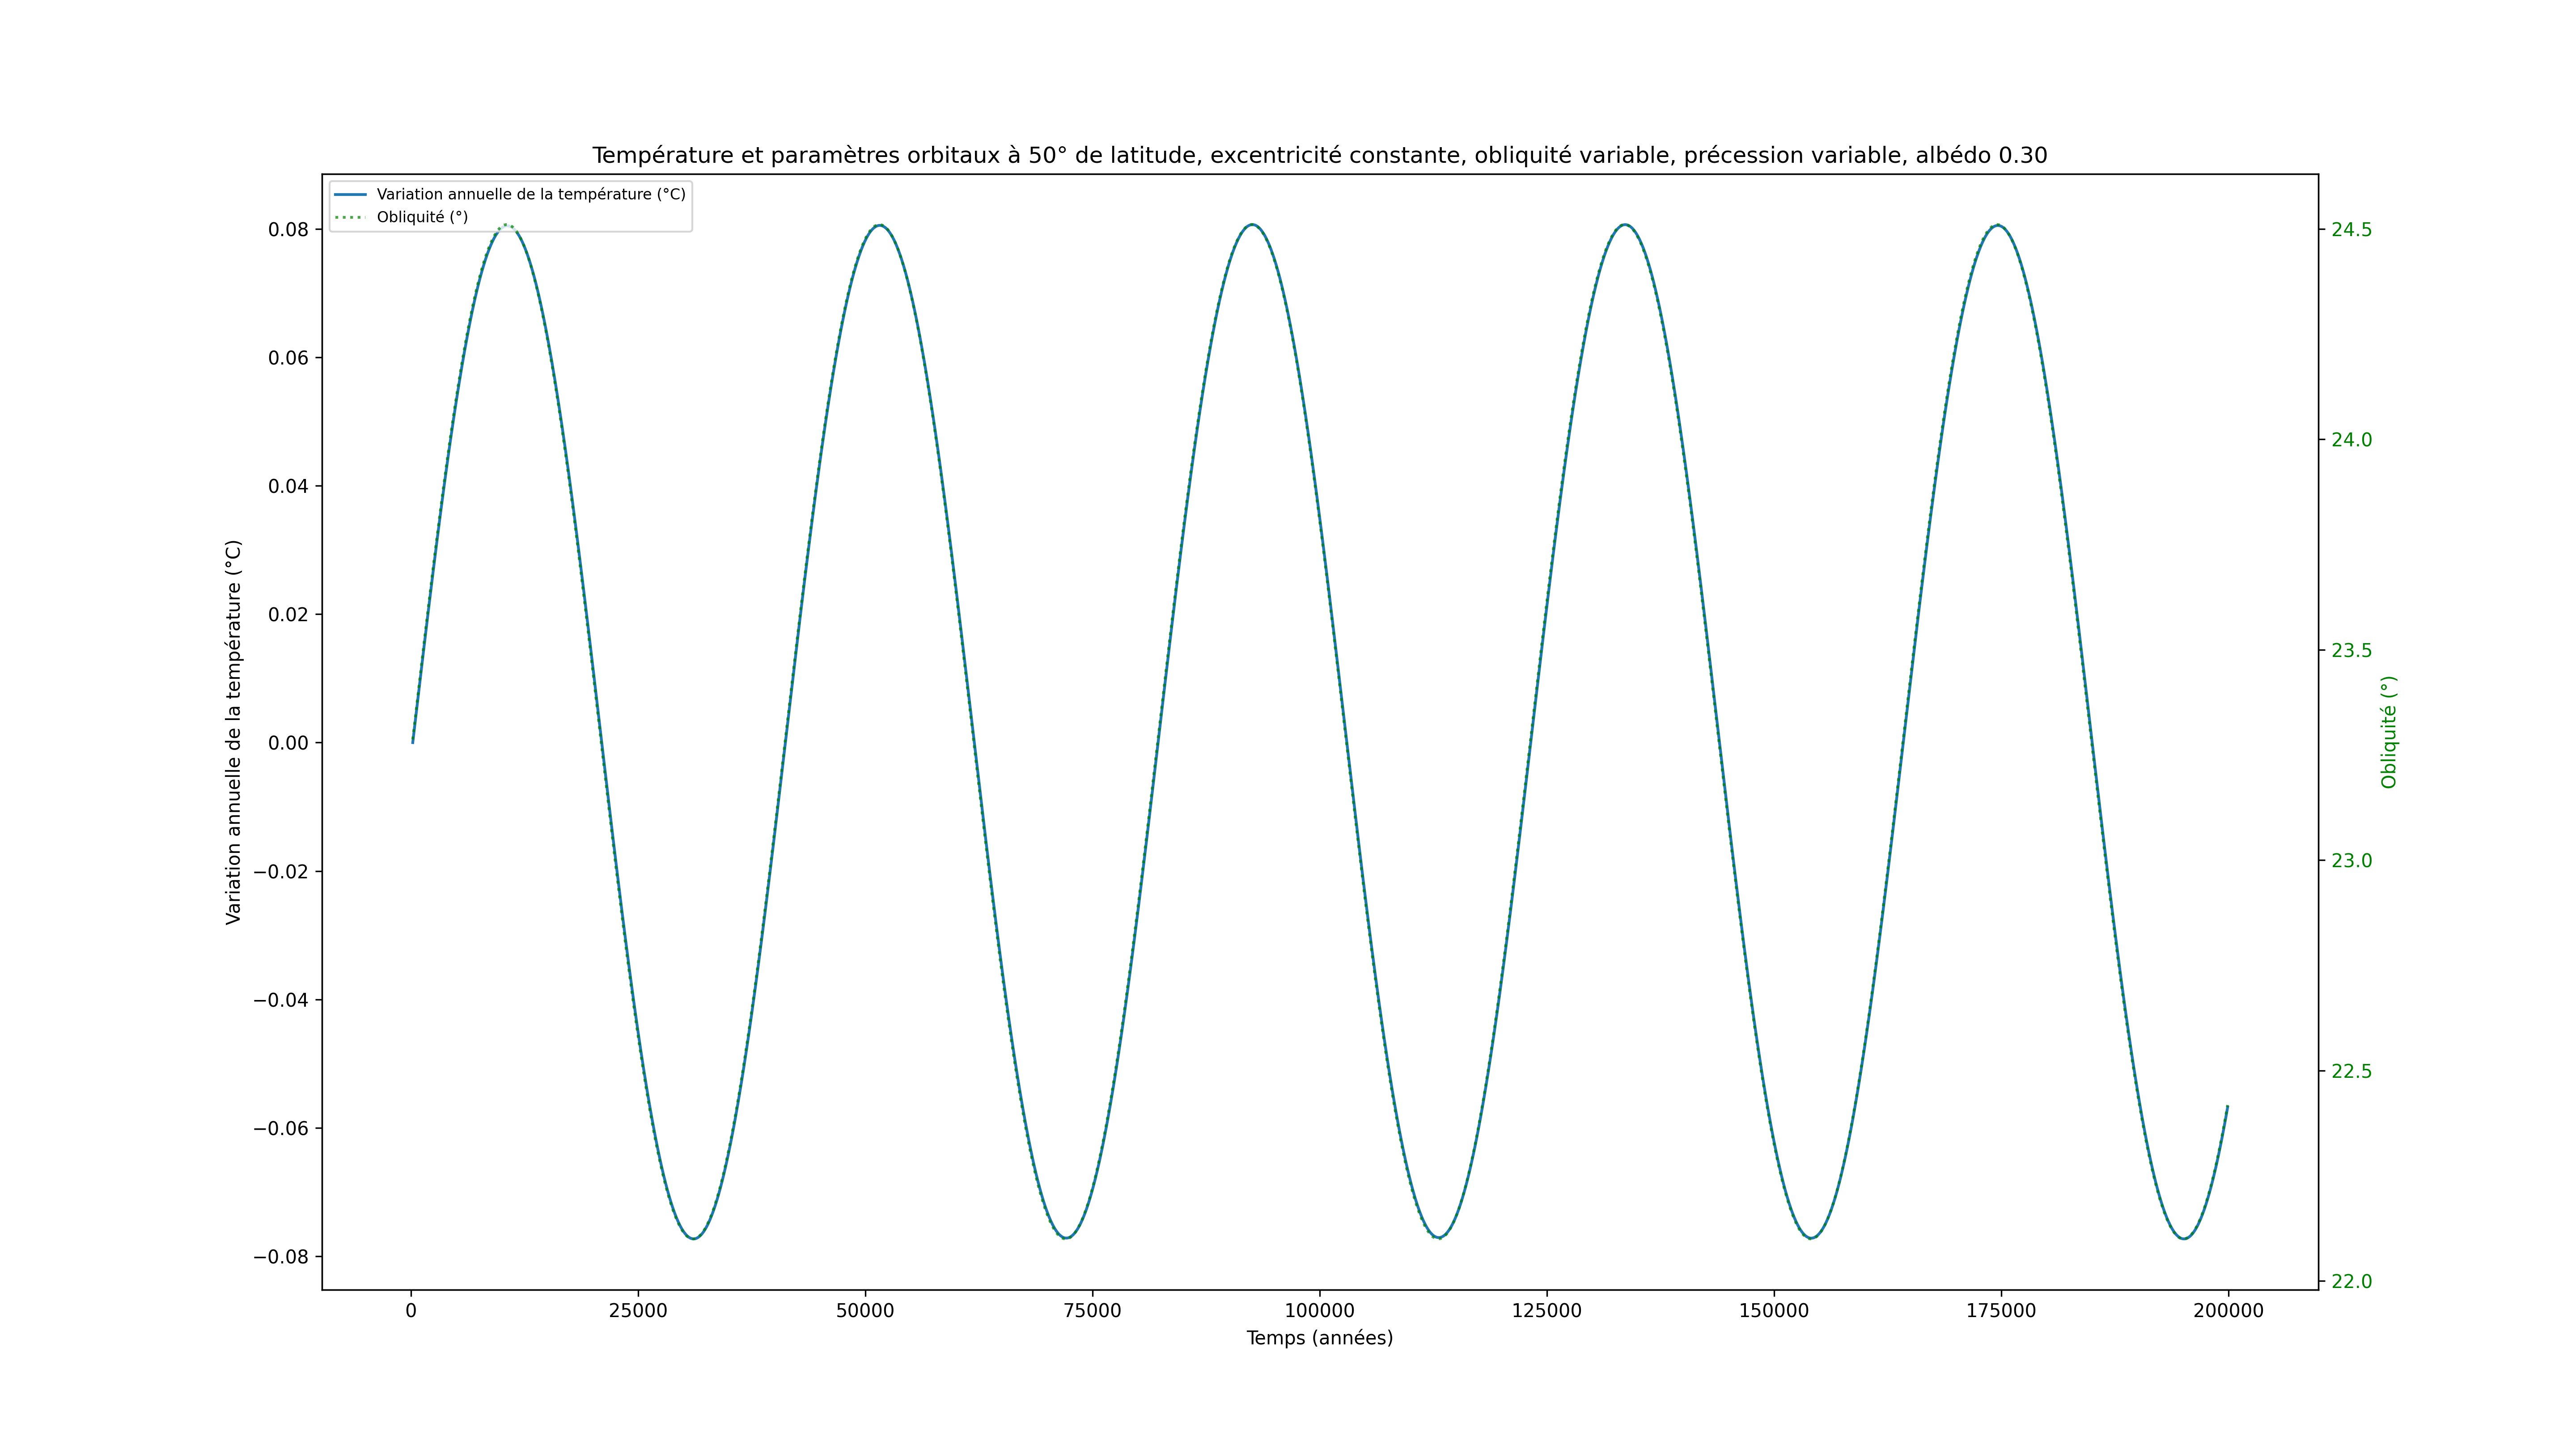 Température et paramètres orbitaux à 50° de latitude, excentricité constante, obliquité variable, précession variable, albédo 0.30
Variation annuelle de la température (°C)
Obliquité (°)
0.08
0.06
0.04
0.02
0.00
−0.02
−0.04
−0.06
−0.08
Variation annuelle de la température (°C)
24.5
24.0
23.5
23.0
22.5
22.0
Obliquité (°)
0 25000 50000 75000 100000 125000 150000 175000 200000
Temps (années)